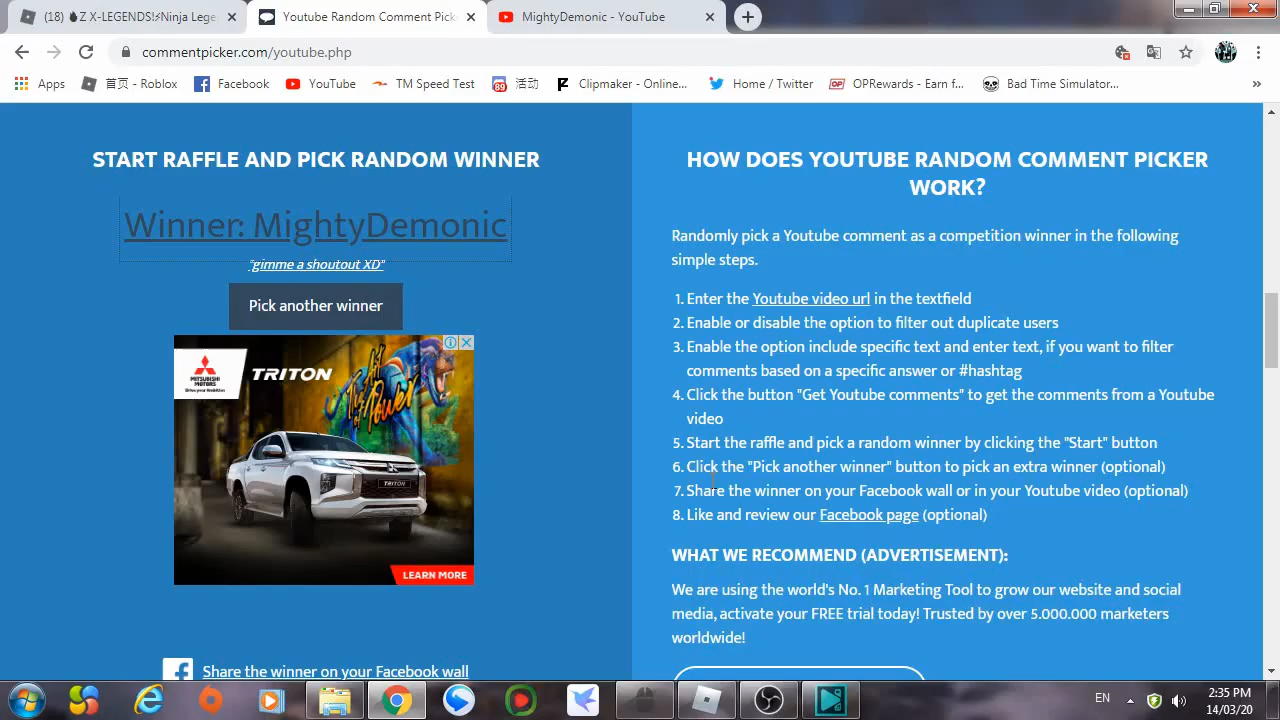 (18) 🔥Z X-LEGENDS!⚡Ninja Lege
Youtube Random Comment Pick
MightyDemonic - YouTube
commentpicker.com/youtube.php
Apps
首页 - Roblox
Facebook
YouTube
TM Speed Test
89
活动
Clipmaker - Online...
Home / Twitter
OP
OPRewards - Earn f...
Bad Time Simulator...
»
START RAFFLE AND PICK RANDOM WINNER
Winner: MightyDemonic
"gimme a shoutout XD"
Pick another winner
MITSUBISHI
MOTORS
Drive your Ambition
TRITON
Art of Power
TRITON
LEARN MORE
Share the winner on your Facebook wall
HOW DOES YOUTUBE RANDOM COMMENT PICKER
WORK?
Randomly pick a Youtube comment as a competition winner in the following
simple steps.
1. Enter the Youtube video url in the textfield
2. Enable or disable the option to filter out duplicate users
3. Enable the option include specific text and enter text, if you want to filter
comments based on a specific answer or #hashtag
4. Click the button "Get Youtube comments" to get the comments from a Youtube
video
5. Start the raffle and pick a random winner by clicking the "Start" button
6. Click the "Pick another winner" button to pick an extra winner (optional)
7. Share the winner on your Facebook wall or in your Youtube video (optional)
8. Like and review our Facebook page (optional)
WHAT WE RECOMMEND (ADVERTISEMENT):
We are using the world's No. 1 Marketing Tool to grow our website and social
media, activate your FREE trial today! Trusted by over 5.000.000 marketers
worldwide!
EN
2:35 PM
14/03/20